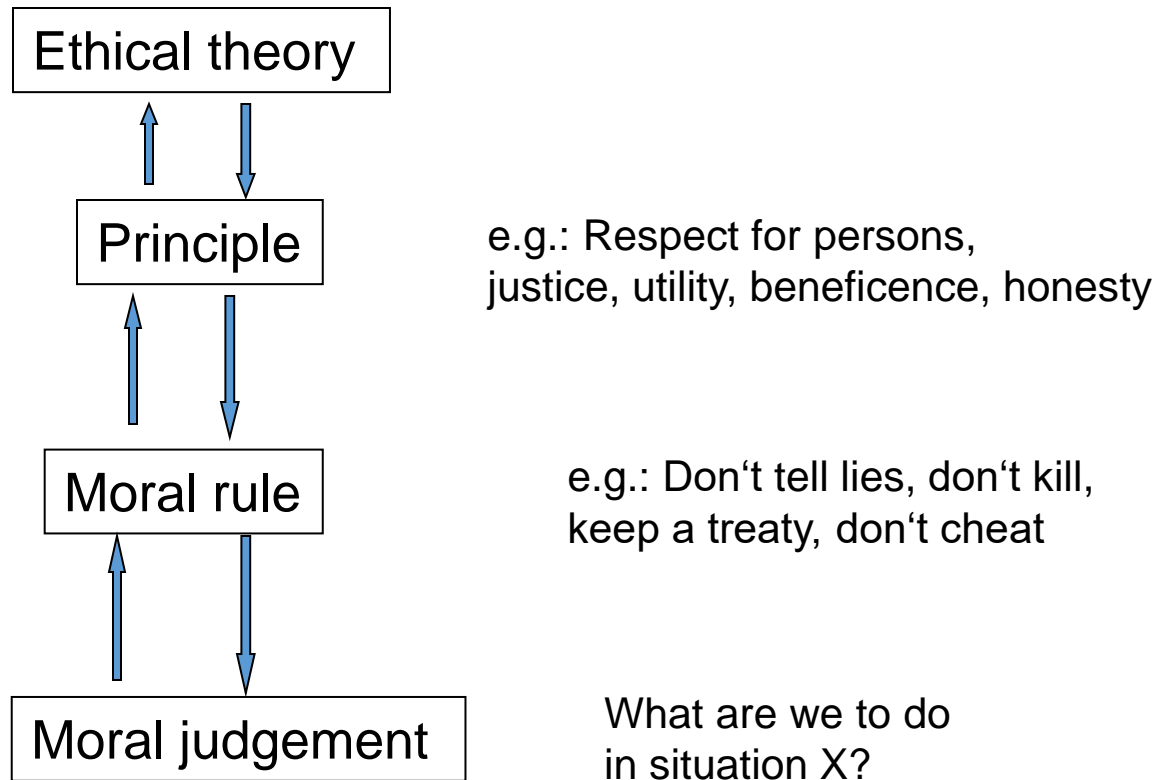 Ethical theory
Principle
e.g.: Respect for persons,
justice, utility, beneficence, honesty
Moral rule
e.g.: Don‘t tell lies, don‘t kill,
keep a treaty, don‘t cheat
Moral judgement
What are we to do
in situation X?